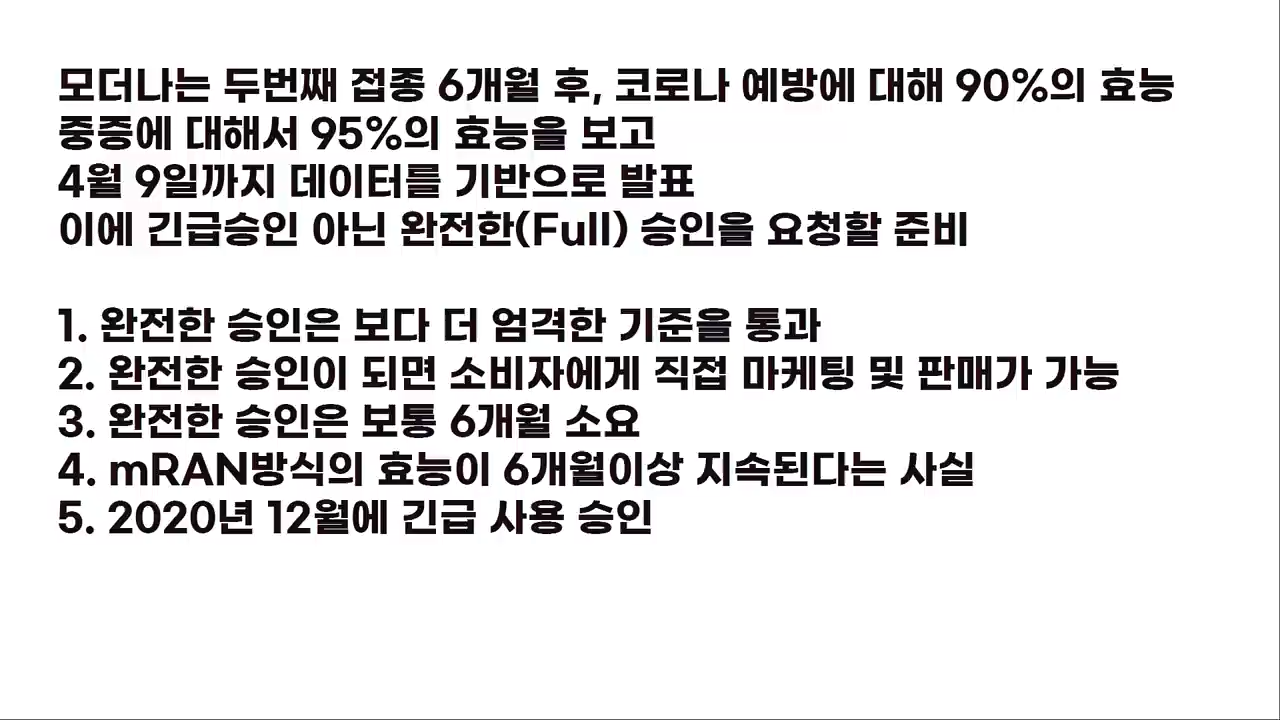 모더나는 두번째 접종 6개월 후, 코로나 예방에 대해 90%의 효능
중증에 대해서 95%의 효능을 보고
4월 9일까지 데이터를 기반으로 발표
이에 긴급승인 아닌 완전한(Full) 승인을 요청할 준비
1. 완전한 승인은 보다 더 엄격한 기준을 통과
2. 완전한 승인이 되면 소비자에게 직접 마케팅 및 판매가 가능
3. 완전한 승인은 보통 6개월 소요
4. mRAN방식의 효능이 6개월이상 지속된다는 사실
5. 2020년 12월에 긴급 사용 승인